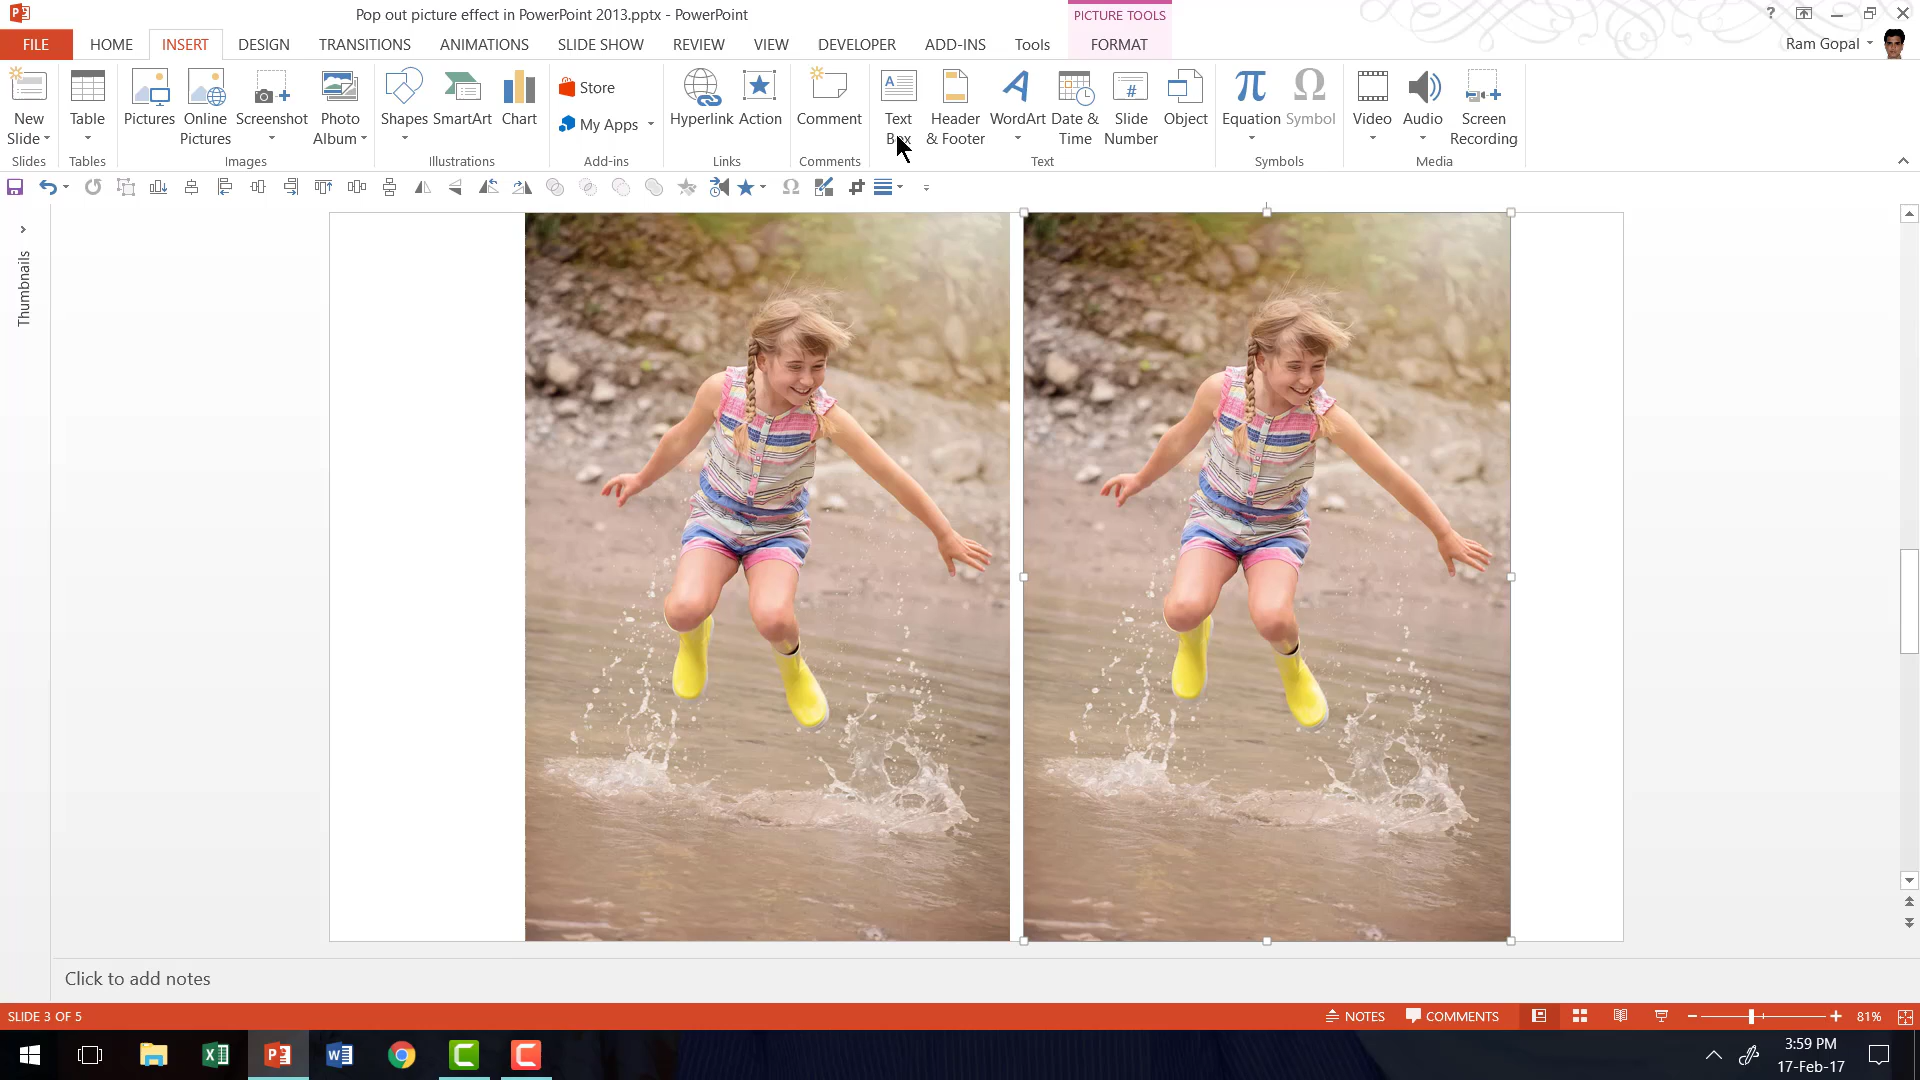 Pop out picture effect in PowerPoint 2013.pptx - PowerPoint
PICTURE TOOLS
?
FILE HOME INSERT DESIGN TRANSITIONS ANIMATIONS SLIDE SHOW REVIEW VIEW DEVELOPER ADD-INS Tools FORMAT
Ram Gopal
New Slide
Table
Pictures
Online Pictures
Screenshot
Photo Album
Shapes
SmartArt
Chart
Store
My Apps
Hyperlink
Action
Comment
Text Box
Header & Footer
WordArt
Date & Time
Slide Number
Object
Equation
Symbol
Video
Audio
Screen Recording
Slides Tables Images Illustrations Add-ins Links Comments Text Symbols Media
Thumbnails
Click to add notes
SLIDE 3 OF 5
NOTES COMMENTS 81%
3:59 PM
17-Feb-17